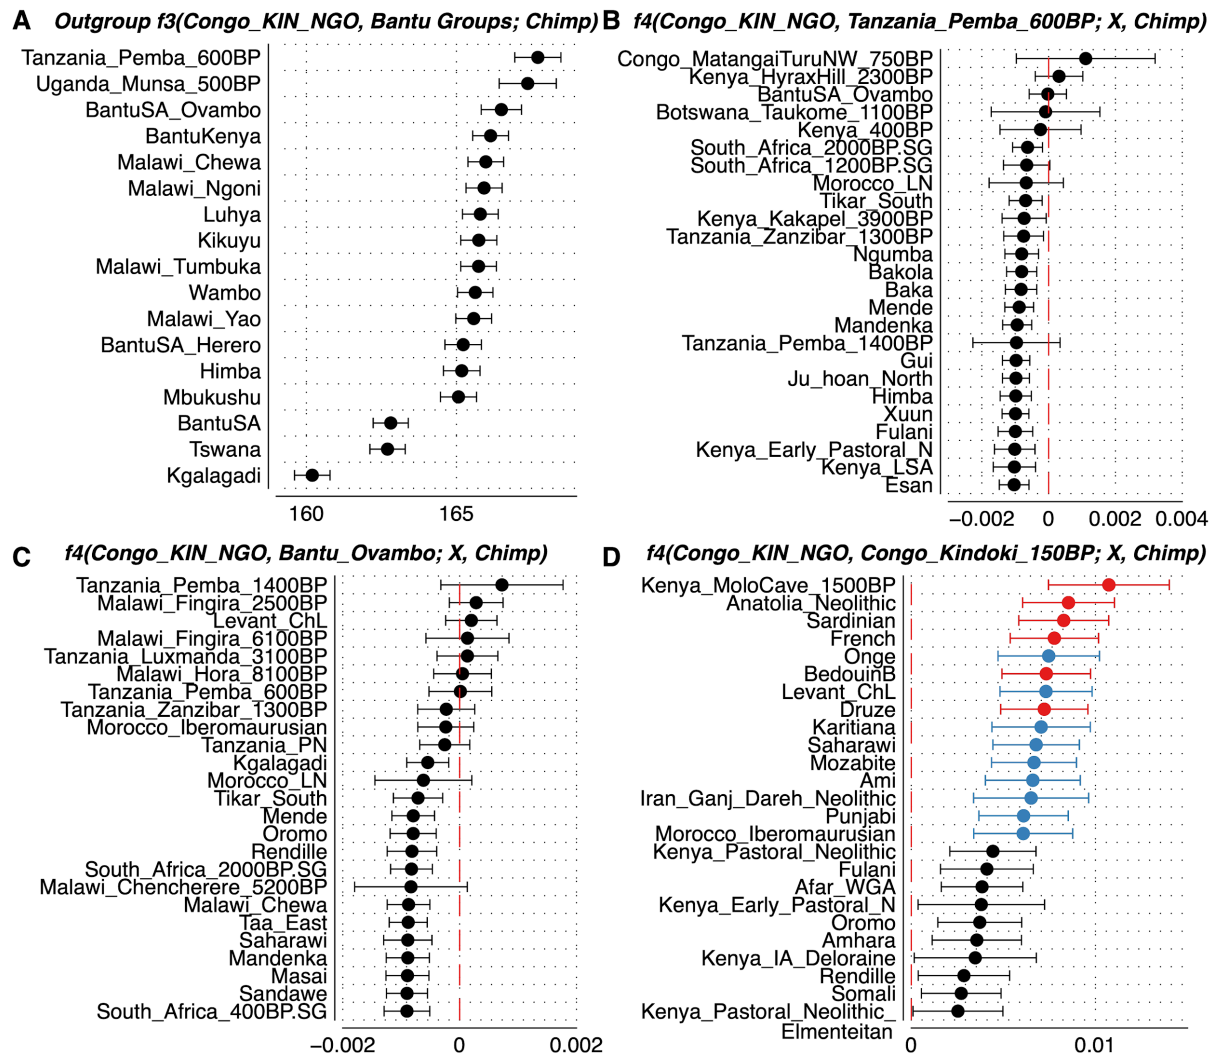 A Outgroup f3(Congo_KIN_NGO, Bantu Groups; Chimp)
Tanzania_Pemba_600BP
Uganda_Munsa_500BP
BantuSA_Ovambo
BantuKenya
Malawi_Chewa
Malawi_Ngoni
Luhya
Kikuyu
Malawi_Tumbuka
Wambo
Malawi_Yao
BantuSA_Herero
Himba
Mbukushu
BantuSA
Tswana
Kgalagadi
160 165
B f4(Congo_KIN_NGO, Tanzania_Pemba_600BP; X, Chimp)
Congo_MatangaiTuruNW_750BP
Kenya_HyraxHill_2300BP
BantuSA_Ovambo
Botswana_Taukome_1100BP
Kenya_400BP
South_Africa_2000BP.SG
South_Africa_1200BP.SG
Morocco_LN
Tikar_South
Kenya_Kakapel_3900BP
Tanzania_Zanzibar_1300BP
Ngumba
Bakola
Baka
Mende
Mandenka
Tanzania_Pemba_1400BP
Gui
Ju_hoan_North
Himba
Xuun
Fulani
Kenya_Early_Pastoral_N
Kenya_LSA
Esan
−0.002 0 0.002 0.004
C f4(Congo_KIN_NGO, Bantu_Ovambo; X, Chimp)
Tanzania_Pemba_1400BP
Malawi_Fingira_2500BP
Levant_ChL
Malawi_Fingira_6100BP
Tanzania_Luxmanda_3100BP
Malawi_Hora_8100BP
Tanzania_Pemba_600BP
Tanzania_Zanzibar_1300BP
Morocco_Iberomaurusian
Tanzania_PN
Kgalagadi
Morocco_LN
Tikar_South
Mende
Oromo
Rendille
South_Africa_2000BP.SG
Malawi_Chencherere_5200BP
Malawi_Chewa
Taa_East
Saharawi
Mandenka
Masai
Sandawe
South_Africa_400BP.SG
−0.002 0 0.002
D f4(Congo_KIN_NGO, Congo_Kindoki_150BP; X, Chimp)
Kenya_MoloCave_1500BP
Anatolia_Neolithic
Sardinian
French
Onge
BedouinB
Levant_ChL
Druze
Karitiana
Saharawi
Mozabite
Ami
Iran_Ganj_Dareh_Neolithic
Punjabi
Morocco_Iberomaurusian
Kenya_Pastoral_Neolithic
Fulani
Afar_WGA
Kenya_Early_Pastoral_N
Oromo
Amhara
Kenya_IA_Deloraine
Rendille
Somali
Kenya_Pastoral_Neolithic_
Elmenteitan
0 0.01